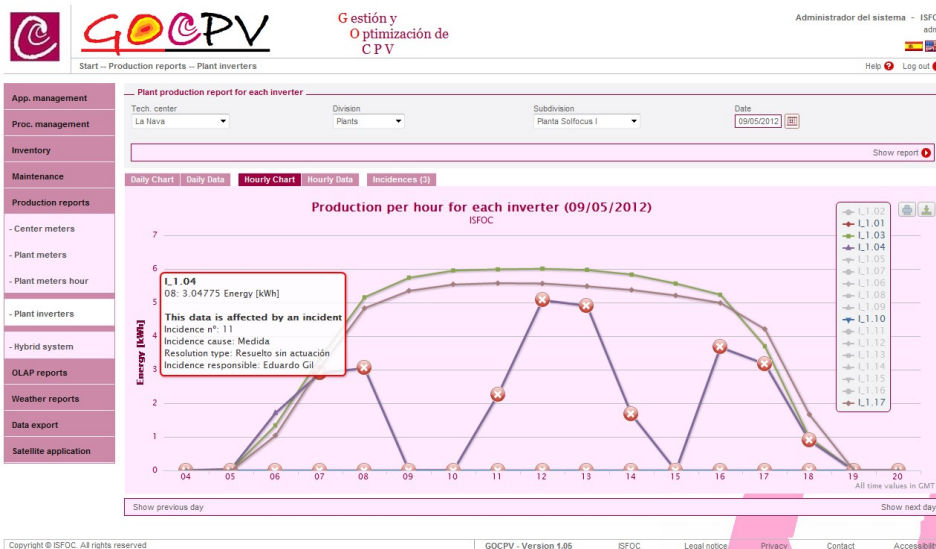 GOCPV
G estión y
O ptimización de
C P V
Administrador del sistema - ISFOC
Start -- Production reports -- Plant inverters
Help
Log out
App. management
Proc. management
Inventory
Maintenance
Production reports
- Center meters
- Plant meters
- Plant meters hour
- Plant inverters
- Hybrid system
OLAP reports
Weather reports
Data export
Satellite application
Plant production report for each inverter
Tech. center
Division
Subdivision
Date
La Nava
Plants
Planta Solfocus I
09/05/2012
Show report
Daily Chart
Daily Data
Hourly Chart
Hourly Data
Incidences (3)
Production per hour for each inverter (09/05/2012)
ISFOC
Energy [kWh]
7
6
5
4
3
2
1
0
I_1.04
08: 3.04775 Energy [kWh]
This data is affected by an incident
Incidence nº: 11
Incidence cause: Medida
Resolution type: Resuelto sin actuación
Incidence responsible: Eduardo Gil
I_1.02
I_1.01
I_1.03
I_1.04
I_1.05
I_1.07
I_1.06
I_1.08
I_1.09
I_1.10
I_1.11
I_1.12
I_1.13
I_1.14
I_1.15
I_1.16
I_1.17
04 05 06 07 08 09 10 11 12 13 14 15 16 17 18 19 20
All time values in GMT
Show previous day
Show next day
Copyright © ISFOC. All rights reserved
GOCPV - Version 1.05
ISFOC
Legal notice
Privacy
Contact
Accessibility